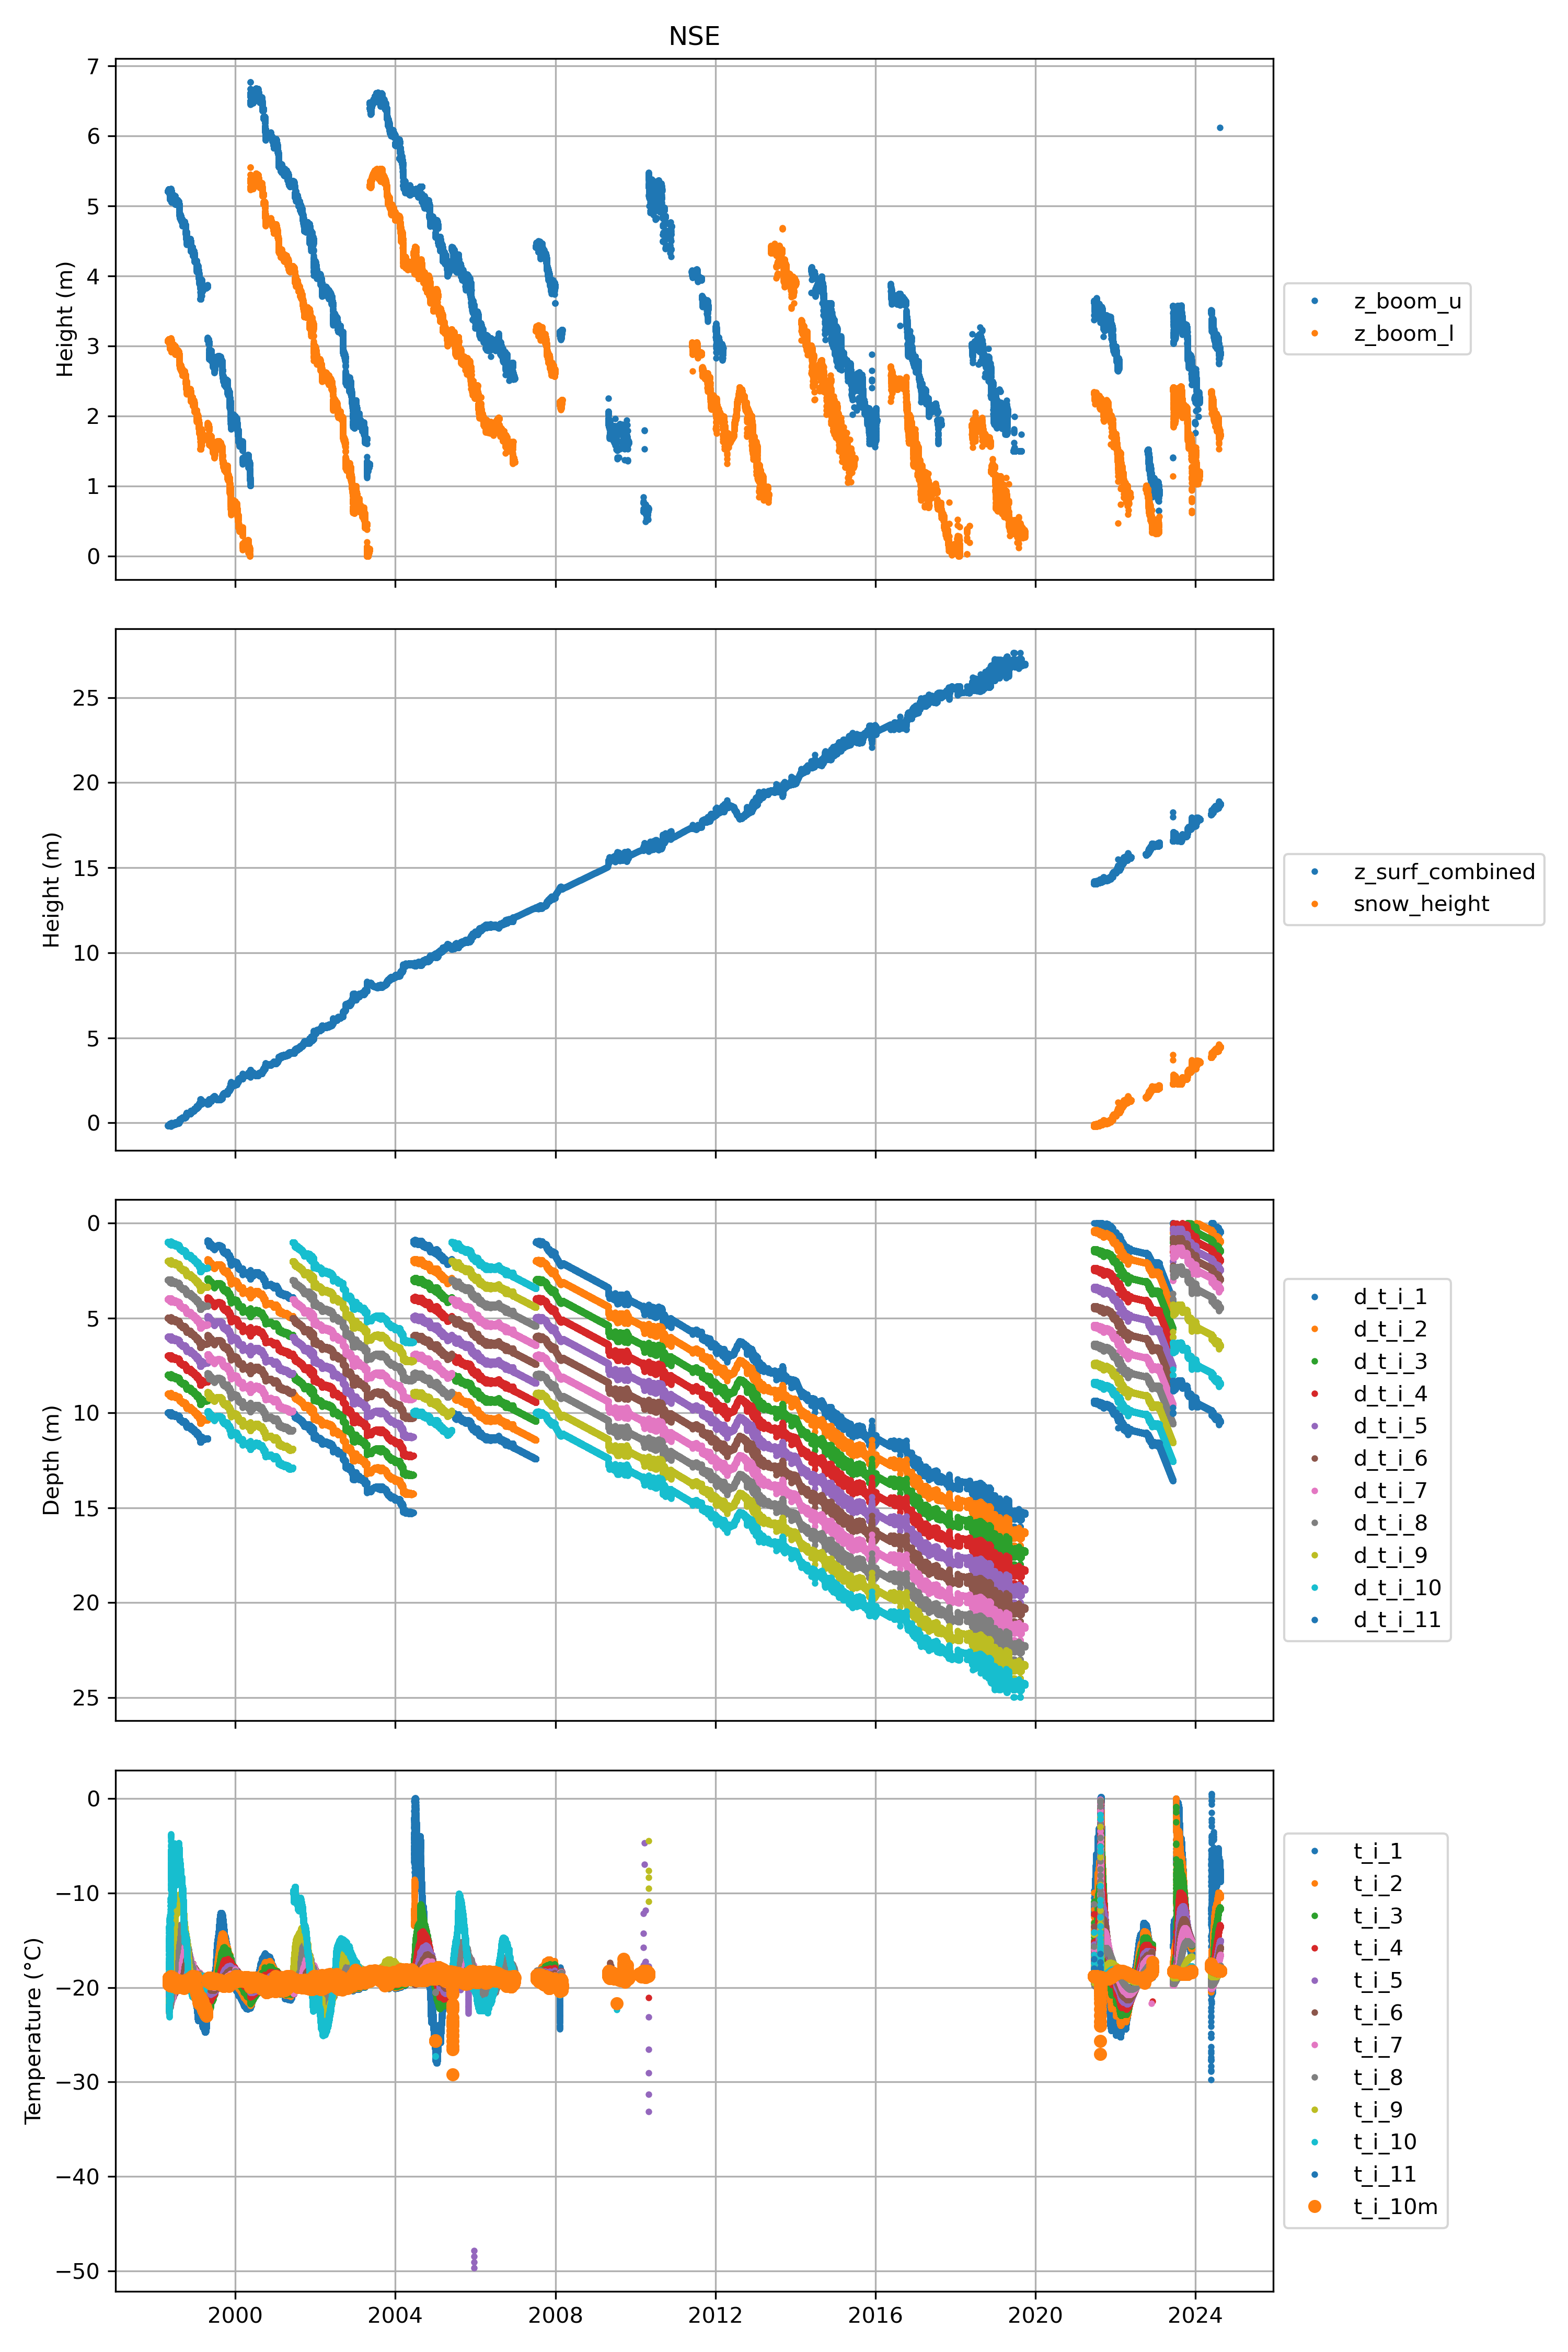 NSE
7
6
5
4
3
2
1
0
Height (m)
z_boom_u
z_boom_l
25
20
15
10
5
0
Height (m)
z_surf_combined
snow_height
0
5
10
15
20
25
Depth (m)
d_t_i_1
d_t_i_2
d_t_i_3
d_t_i_4
d_t_i_5
d_t_i_6
d_t_i_7
d_t_i_8
d_t_i_9
d_t_i_10
d_t_i_11
0
−10
−20
−30
−40
−50
Temperature (°C)
t_i_1
t_i_2
t_i_3
t_i_4
t_i_5
t_i_6
t_i_7
t_i_8
t_i_9
t_i_10
t_i_11
t_i_10m
2000 2004 2008 2012 2016 2020 2024